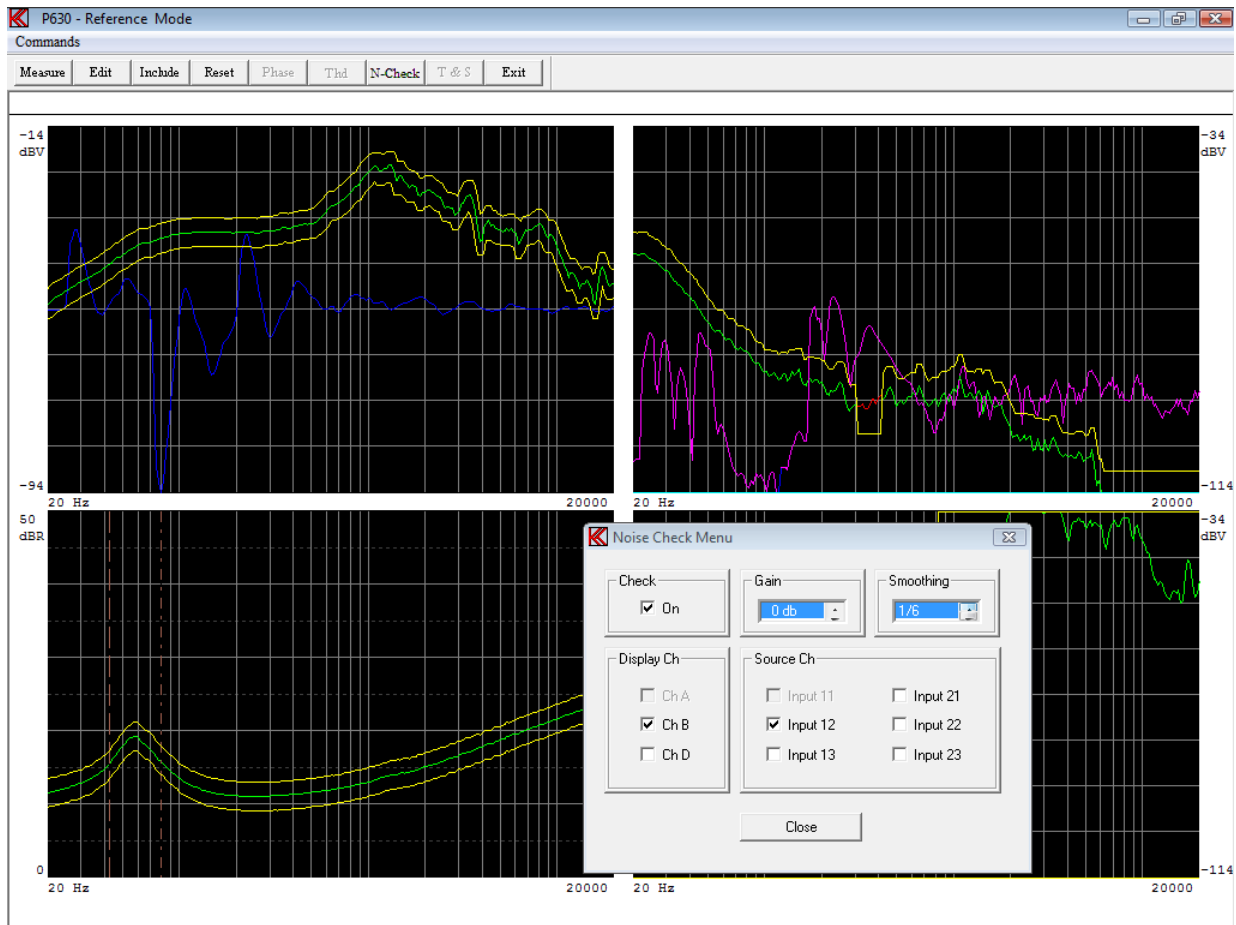 P630 - Reference Mode
Commands
Measure Edit Include Reset Phase Thd N-Check T & S Exit
-14
dBV
-94
20 Hz 20000
-34
dBV
-114
20 Hz 20000
50
dBR
0
20 Hz 20000
-34
dBV
-114
20 Hz 20000
Noise Check Menu
Check
On
Gain
0 db
Smoothing
1/6
Display Ch
Ch A
Ch B
Ch D
Source Ch
Input 11 Input 21
Input 12 Input 22
Input 13 Input 23
Close